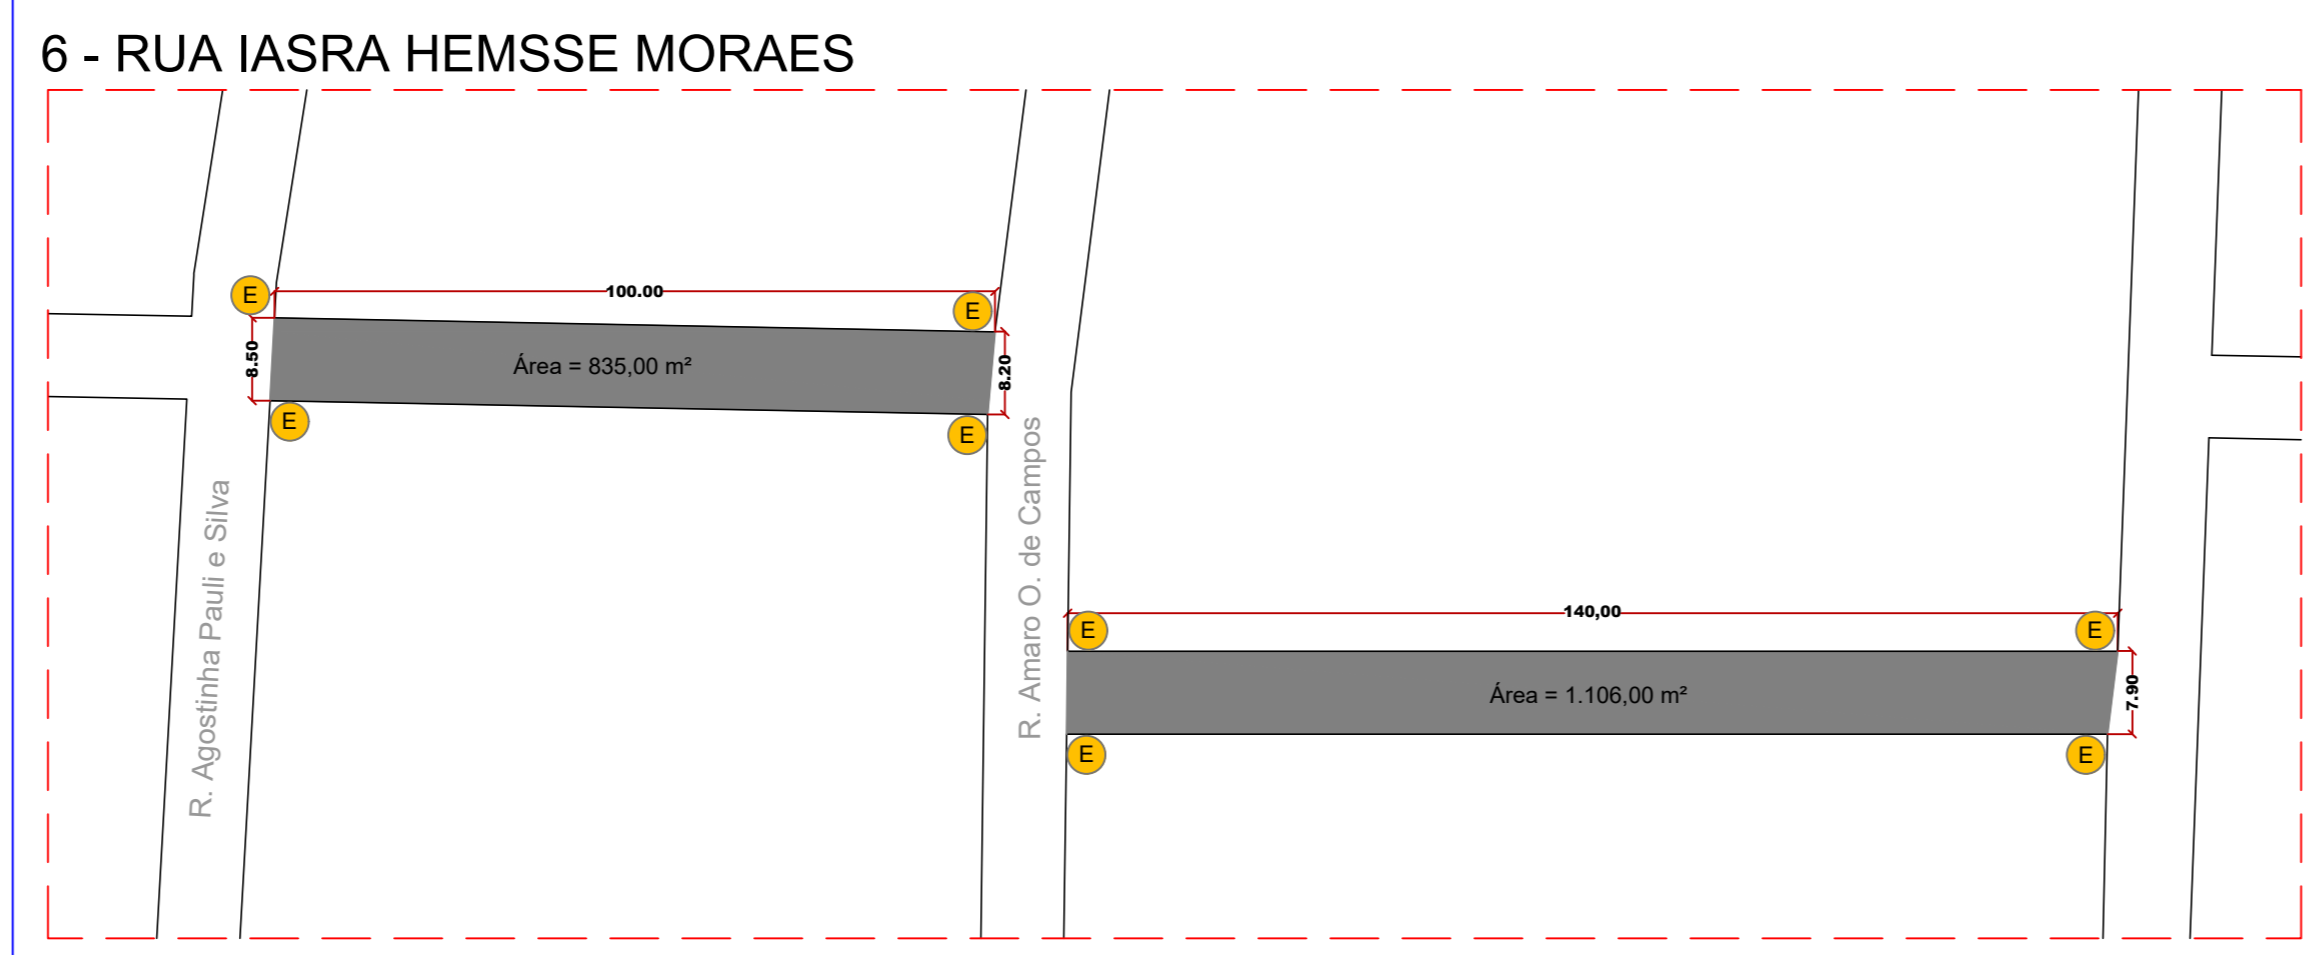 6 - RUA IASRA HEMSSE MORAES
E
100.00
E
8.50
Área = 835,00 m²
8.20
E
E
R. Agostinha Pauli e Silva
R. Amaro O. de Campos
140,00
E
E
Área = 1.106,00 m²
7.90
E
E